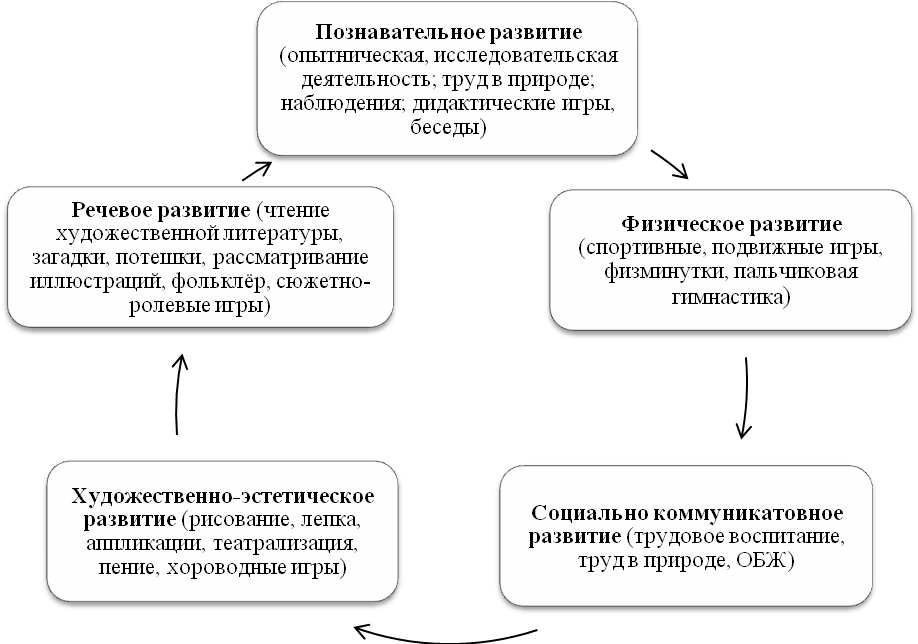 Познавательное развитие
(опытническая, исследовательская
деятельность; труд в природе;
наблюдения; дидактические игры,
беседы)
Физическое развитие
(спортивные, подвижные игры,
физминутки, пальчиковая
гимнастика)
Социально коммуникатовное
развитие (трудовое воспитание,
труд в природе, ОБЖ)
Художественно-эстетическое
развитие (рисование, лепка,
аппликации, театрализация,
пение, хороводные игры)
Речевое развитие (чтение
художественной литературы,
загадки, потешки, рассматривание
иллюстраций, фольклёр, сюжетно-
ролевые игры)